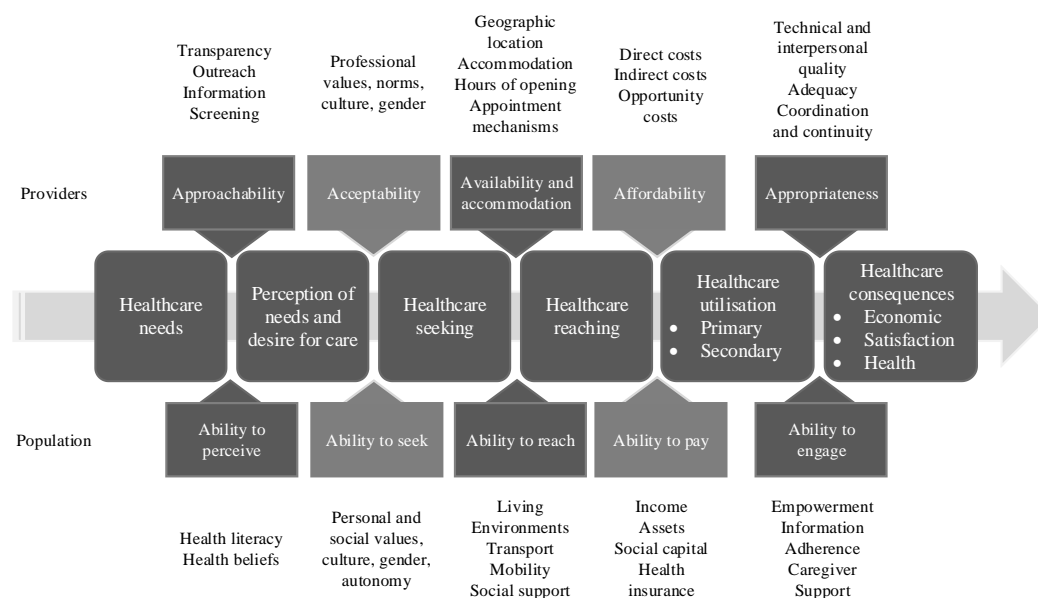 Transparency
Outreach
Information
Screening
Professional
values, norms,
culture, gender
Geographic
location
Accommodation
Hours of opening
Appointment
mechanisms
Direct costs
Indirect costs
Opportunity
costs
Technical and
interpersonal
quality
Adequacy
Coordination
and continuity
Providers
Approachability
Acceptability
Availability and
accommodation
Affordability
Appropriateness
Healthcare
needs
Perception of
needs and
desire for care
Healthcare
seeking
Healthcare
reaching
Healthcare
utilisation
• Primary
• Secondary
Healthcare
consequences
• Economic
• Satisfaction
• Health
Population
Ability to
perceive
Ability to seek
Ability to reach
Ability to pay
Ability to
engage
Health literacy
Health beliefs
Personal and
social values,
culture, gender,
autonomy
Living
Environments
Transport
Mobility
Social support
Income
Assets
Social capital
Health
insurance
Empowerment
Information
Adherence
Caregiver
Support